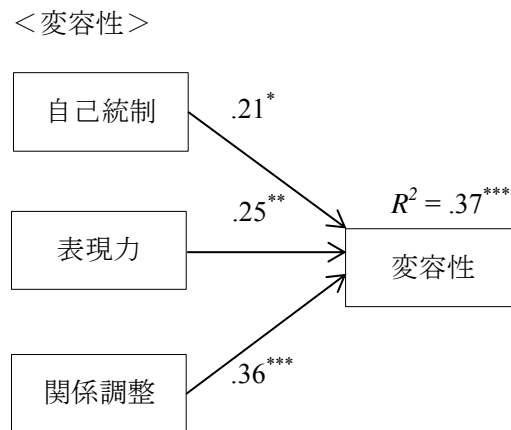 ＜変容性＞
自己統制
.21*
表現力
.25**
R² = .37***
変容性
関係調整
.36***